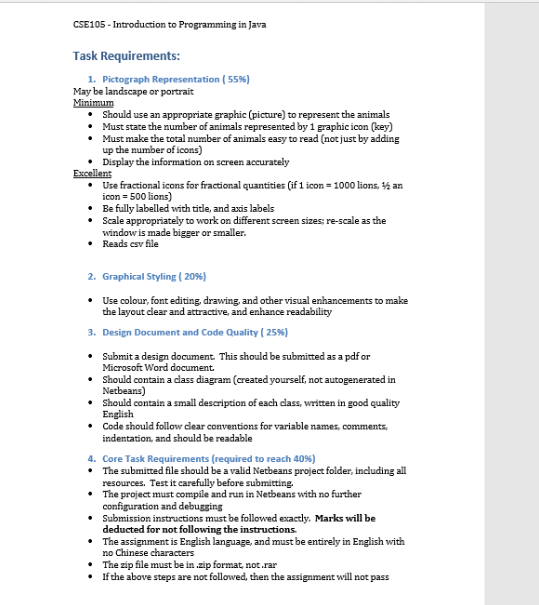 CSE105 - Introduction to Programming in Java
Task Requirements:
1. Pictograph Representation ( 55%)
May be landscape or portrait
Minimum
• Should use an appropriate graphic (picture) to represent the animals
• Must state the number of animals represented by 1 graphic icon (key)
• Must make the total number of animals easy to read (not just by adding
up the number of icons)
• Display the information on screen accurately
Excellent
• Use fractional icons for fractional quantities (if 1 icon = 1000 lions, ½ an
icon = 500 lions)
• Be fully labelled with title, and axis labels
• Scale appropriately to work on different screen sizes; re-scale as the
window is made bigger or smaller.
• Reads csv file
2. Graphical Styling ( 20%)
• Use colour, font editing, drawing, and other visual enhancements to make
the layout clear and attractive, and enhance readability
3. Design Document and Code Quality ( 25%)
• Submit a design document. This should be submitted as a pdf or
Microsoft Word document.
• Should contain a class diagram (created yourself, not autogenerated in
Netbeans)
• Should contain a small description of each class, written in good quality
English
• Code should follow clear conventions for variable names, comments,
indentation, and should be readable
4. Core Task Requirements (required to reach 40%)
• The submitted file should be a valid Netbeans project folder, including all
resources. Test it carefully before submitting.
• The project must compile and run in Netbeans with no further
configuration and debugging
• Submission instructions must be followed exactly. Marks will be
deducted for not following the instructions.
• The assignment is English language, and must be entirely in English with
no Chinese characters
• The zip file must be in .zip format, not .rar
• If the above steps are not followed, then the assignment will not pass